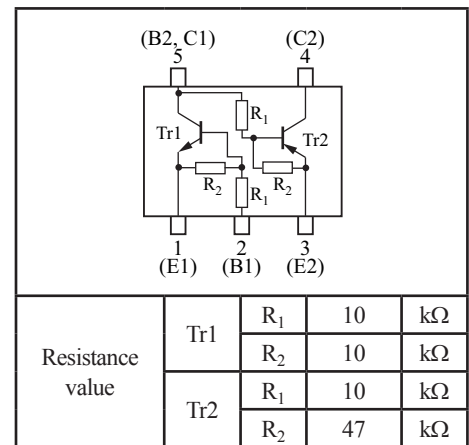 (B2, C1) (C2)
5 4
R₁
Tr1 Tr2
R₂ R₂
R₁
1 2 3
(E1) (B1) (E2)
Resistance value Tr1 R₁ 10 kΩ
R₂ 10 kΩ
Tr2 R₁ 10 kΩ
R₂ 47 kΩ